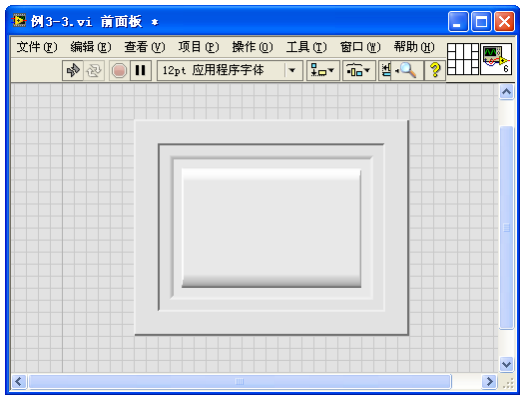 例3-3.vi 前面板 *
文件(F) 编辑(E) 查看(V) 项目(P) 操作(O) 工具(T) 窗口(W) 帮助(H)
12pt 应用程序字体 ? 6